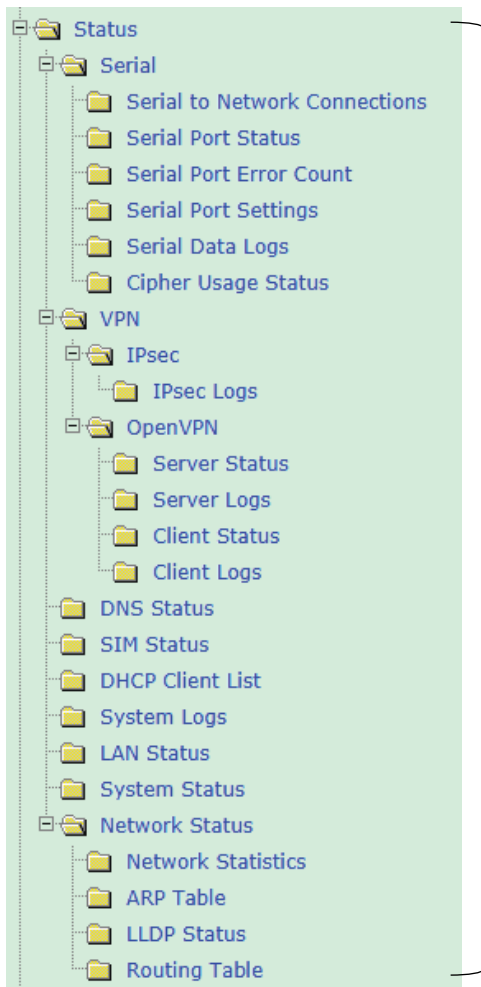 Status
Serial
Serial to Network Connections
Serial Port Status
Serial Port Error Count
Serial Port Settings
Serial Data Logs
Cipher Usage Status
VPN
IPsec
IPsec Logs
OpenVPN
Server Status
Server Logs
Client Status
Client Logs
DNS Status
SIM Status
DHCP Client List
System Logs
LAN Status
System Status
Network Status
Network Statistics
ARP Table
LLDP Status
Routing Table